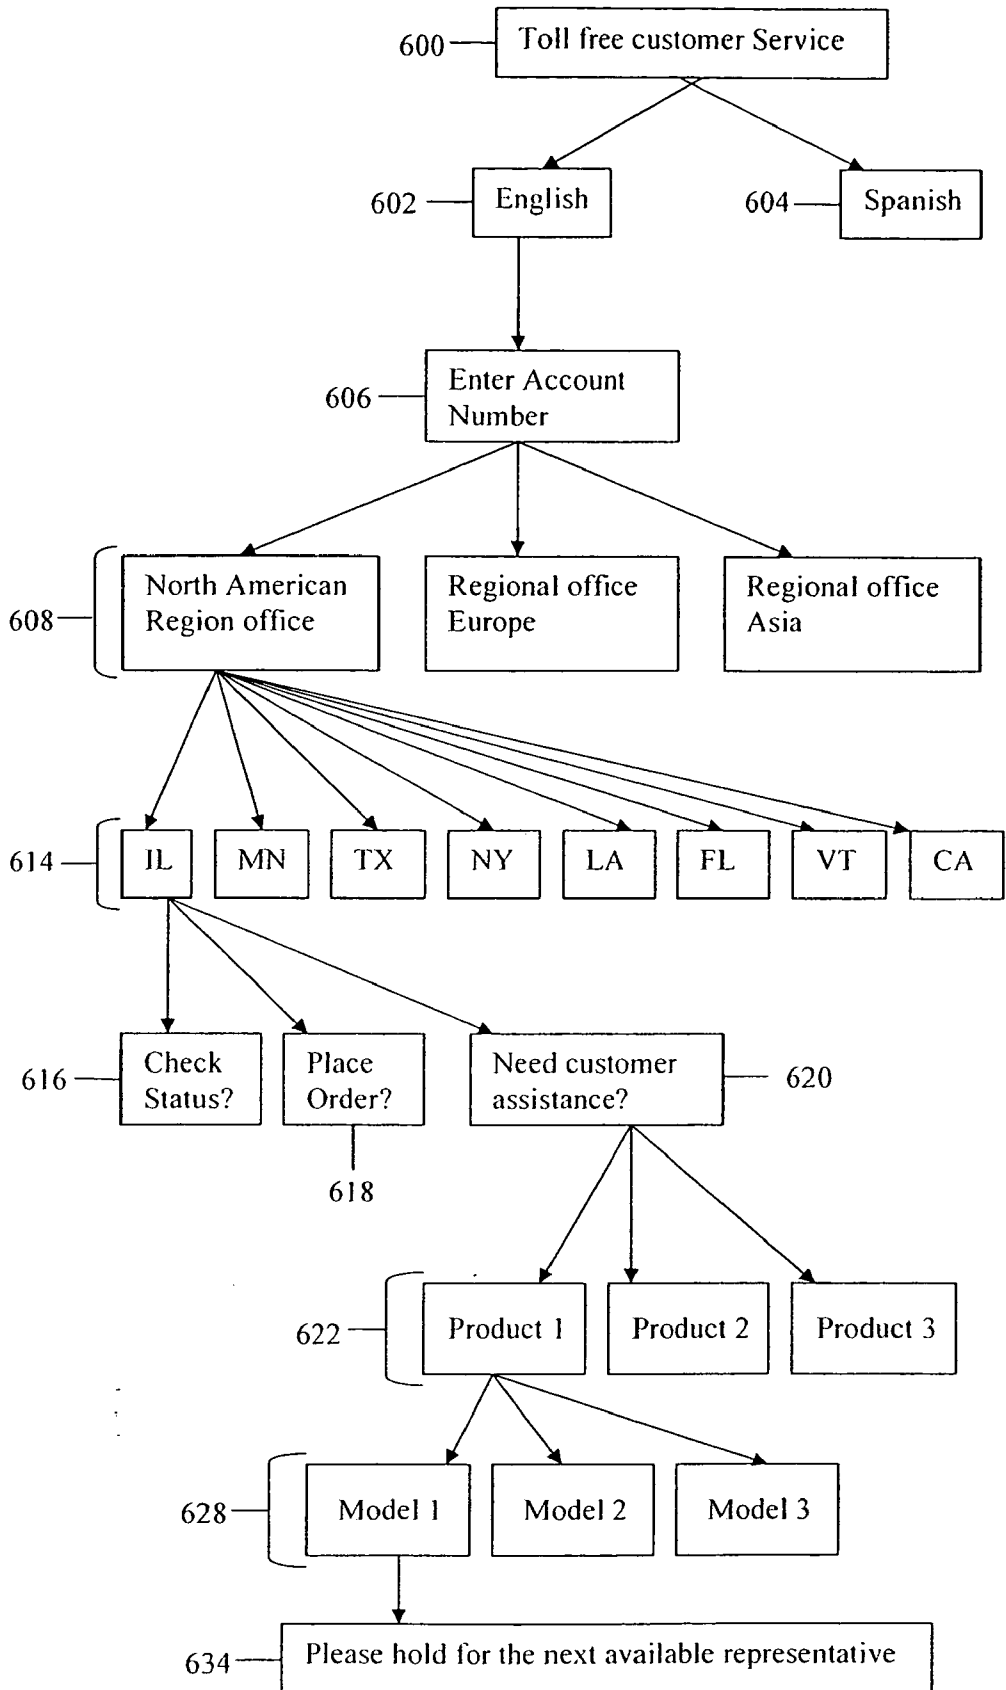 600
Toll free customer Service
602
English
604
Spanish
606
Enter Account
Number
608
North American
Region office
Regional office
Europe
Regional office
Asia
614
IL
MN
TX
NY
LA
FL
VT
CA
616
Check
Status?
Place
Order?
Need customer
assistance?
620
618
622
Product 1
Product 2
Product 3
628
Model 1
Model 2
Model 3
634
Please hold for the next available representative